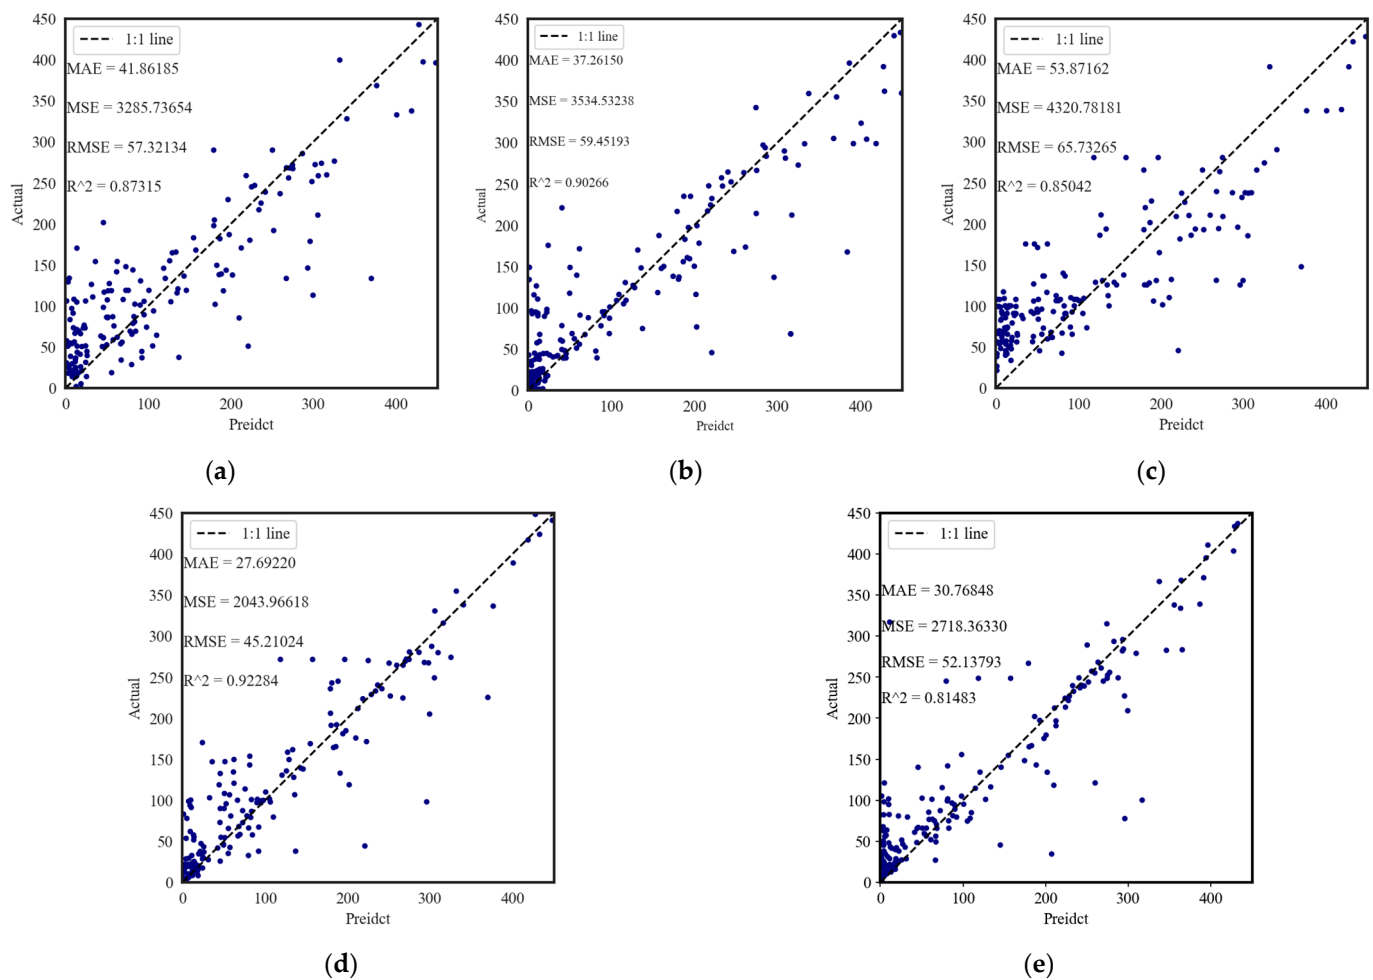 450
400
350
300
250
200
150
100
50
0
Actual
1:1 line
MAE = 41.86185
MSE = 3285.73654
RMSE = 57.32134
R^2 = 0.87315
0 100 200 300 400
Preidct
(a)
450
400
350
300
250
200
150
100
50
0
Actual
1:1 line
MAE = 37.26150
MSE = 3534.53238
RMSE = 59.45193
R^2 = 0.90266
0 100 200 300 400
Preidct
(b)
450
400
350
300
250
200
150
100
50
0
Actual
1:1 line
MAE = 53.87162
MSE = 4320.78181
RMSE = 65.73265
R^2 = 0.85042
0 100 200 300 400
Preidct
(c)
450
400
350
300
250
200
150
100
50
0
Actual
1:1 line
MAE = 27.69220
MSE = 2043.96618
RMSE = 45.21024
R^2 = 0.92284
0 100 200 300 400
Preidct
(d)
450
400
350
300
250
200
150
100
50
0
Actual
1:1 line
MAE = 30.76848
MSE = 2718.36330
RMSE = 52.13793
R^2 = 0.81483
0 100 200 300 400
Preidct
(e)